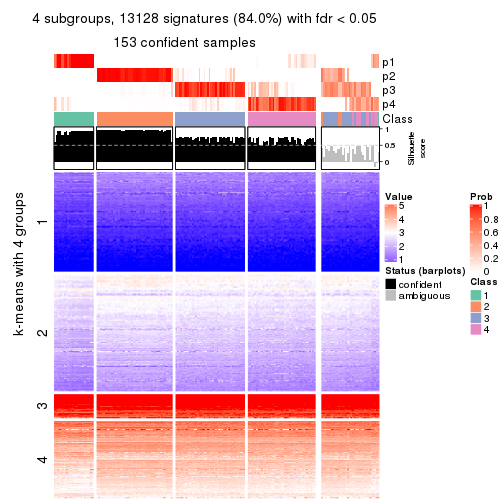 4 subgroups, 13128 signatures (84.0%) with fdr < 0.05
153 confident samples
p1
p2
p3
p4
Class
1
0.5
0
Silhouette
score
k-means with 4 groups
1
2
3
4
Value
5
4
3
2
1
Status (barplots)
confident
ambiguous
Prob
1
0.8
0.6
0.4
0.2
0
Class
1
2
3
4